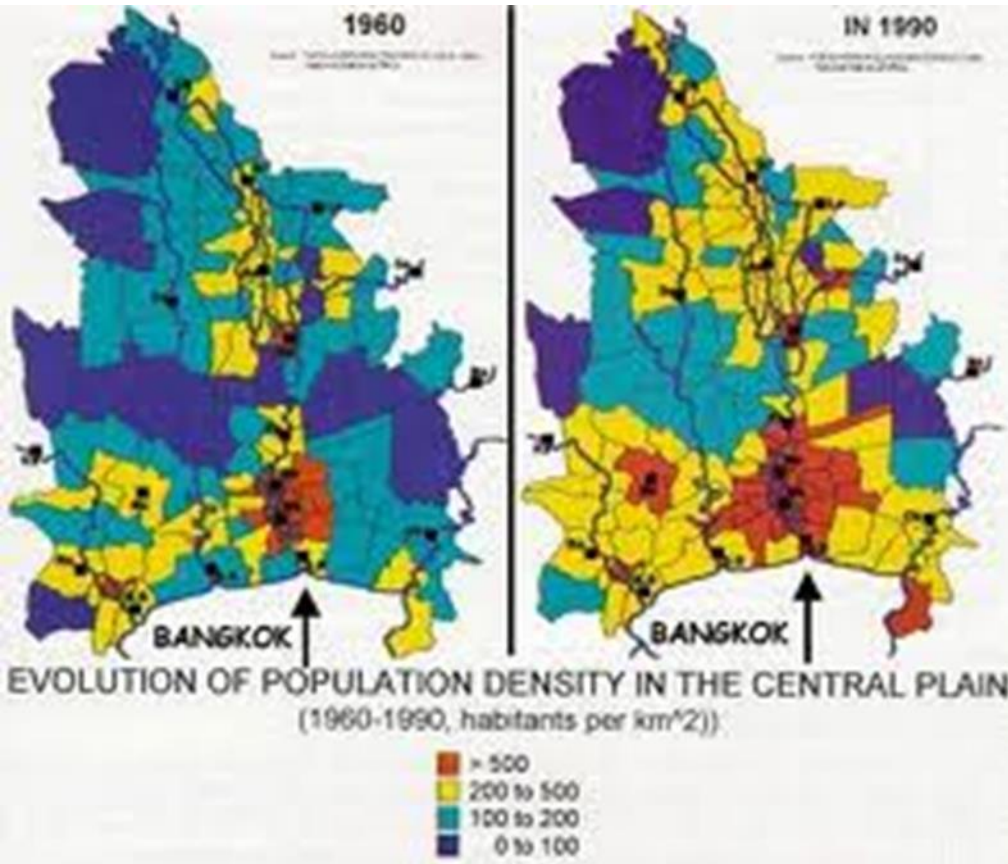 1960
IN 1990
BANGKOK
BANGKOK
EVOLUTION OF POPULATION DENSITY IN THE CENTRAL PLAIN
(1960-1990, habitants per km^2))
> 500
200 to 500
100 to 200
0 to 100